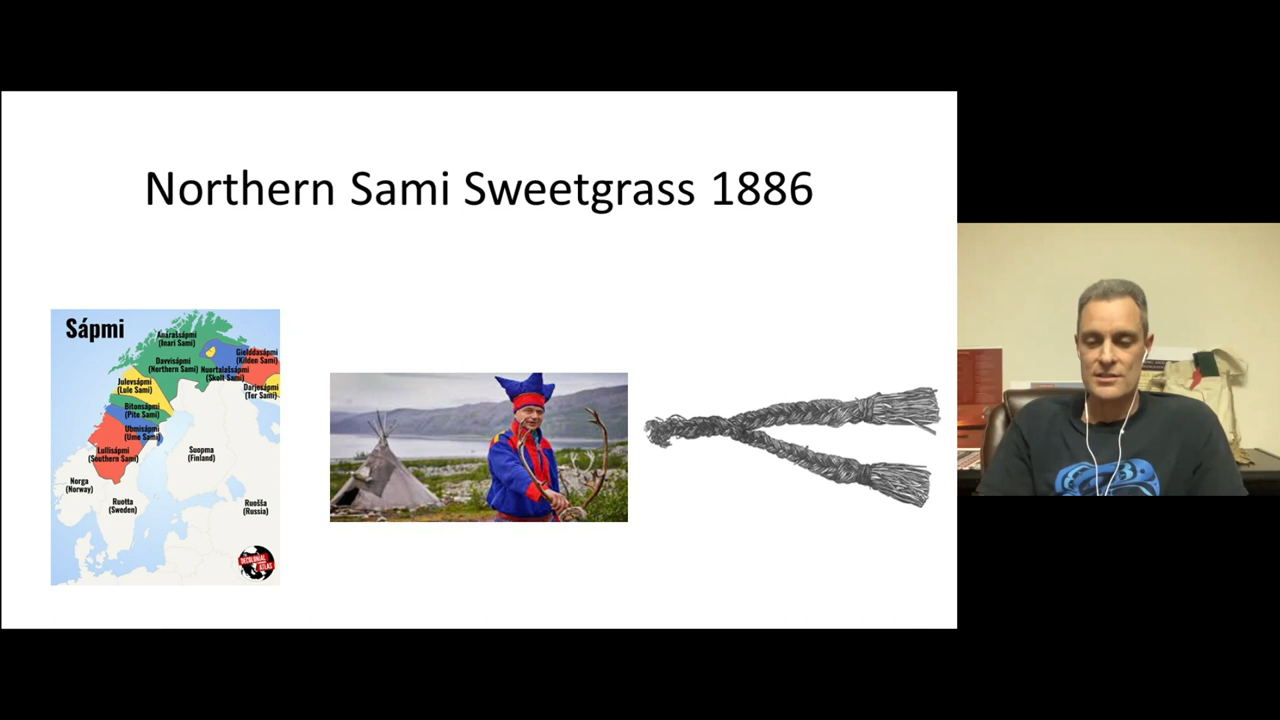 Northern Sami Sweetgrass 1886
Sápmi
Anárašsápmi
(Inari Sami)
Davvisápmi
(Northern Sami)
Nuortalašsápmi
(Skolt Sami)
Gielddasápmi
(Kilden Sami)
Darjesápmi
(Ter Sami)
Julevsápmi
(Lule Sami)
Bitonsápmi
(Pite Sami)
Ubmisápmi
(Ume Sami)
Lullisápmi
(Southern Sami)
Suopma
(Finland)
Norga
(Norway)
Ruotta
(Sweden)
Ruošša
(Russia)
DECOLONIAL
ATLAS